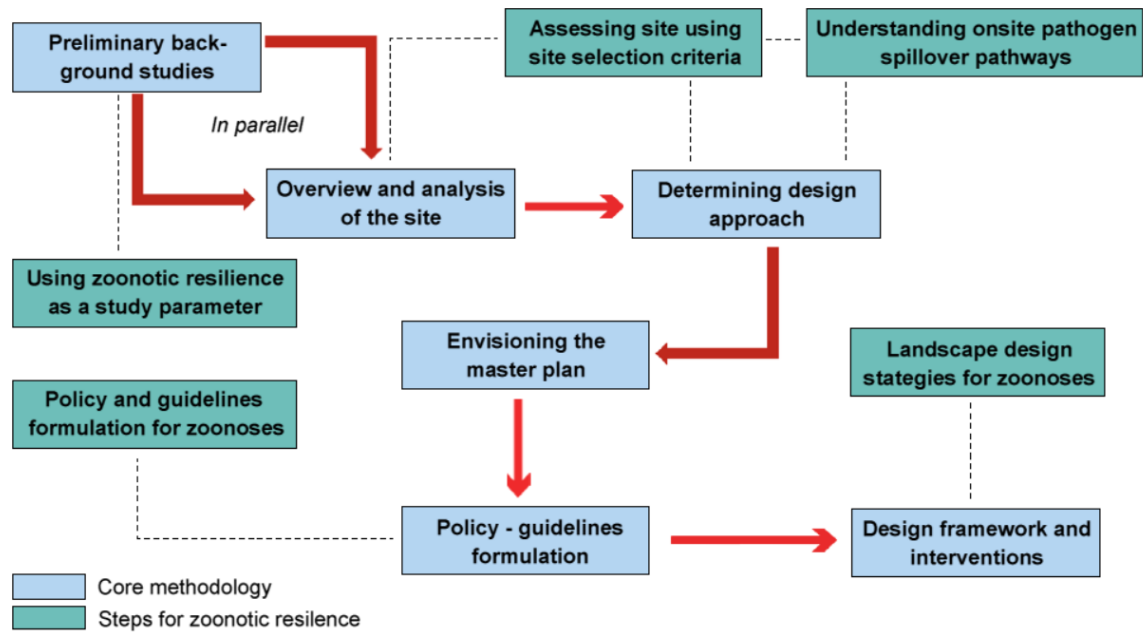 Preliminary back-
ground studies
In parallel
Assessing site using
site selection criteria
Understanding onsite pathogen
spillover pathways
Overview and analysis
of the site
Determining design
approach
Using zoonotic resilience
as a study parameter
Envisioning the
master plan
Landscape design
stategies for zoonoses
Policy and guidelines
formulation for zoonoses
Policy - guidelines
formulation
Design framework and
interventions
Core methodology
Steps for zoonotic resilence